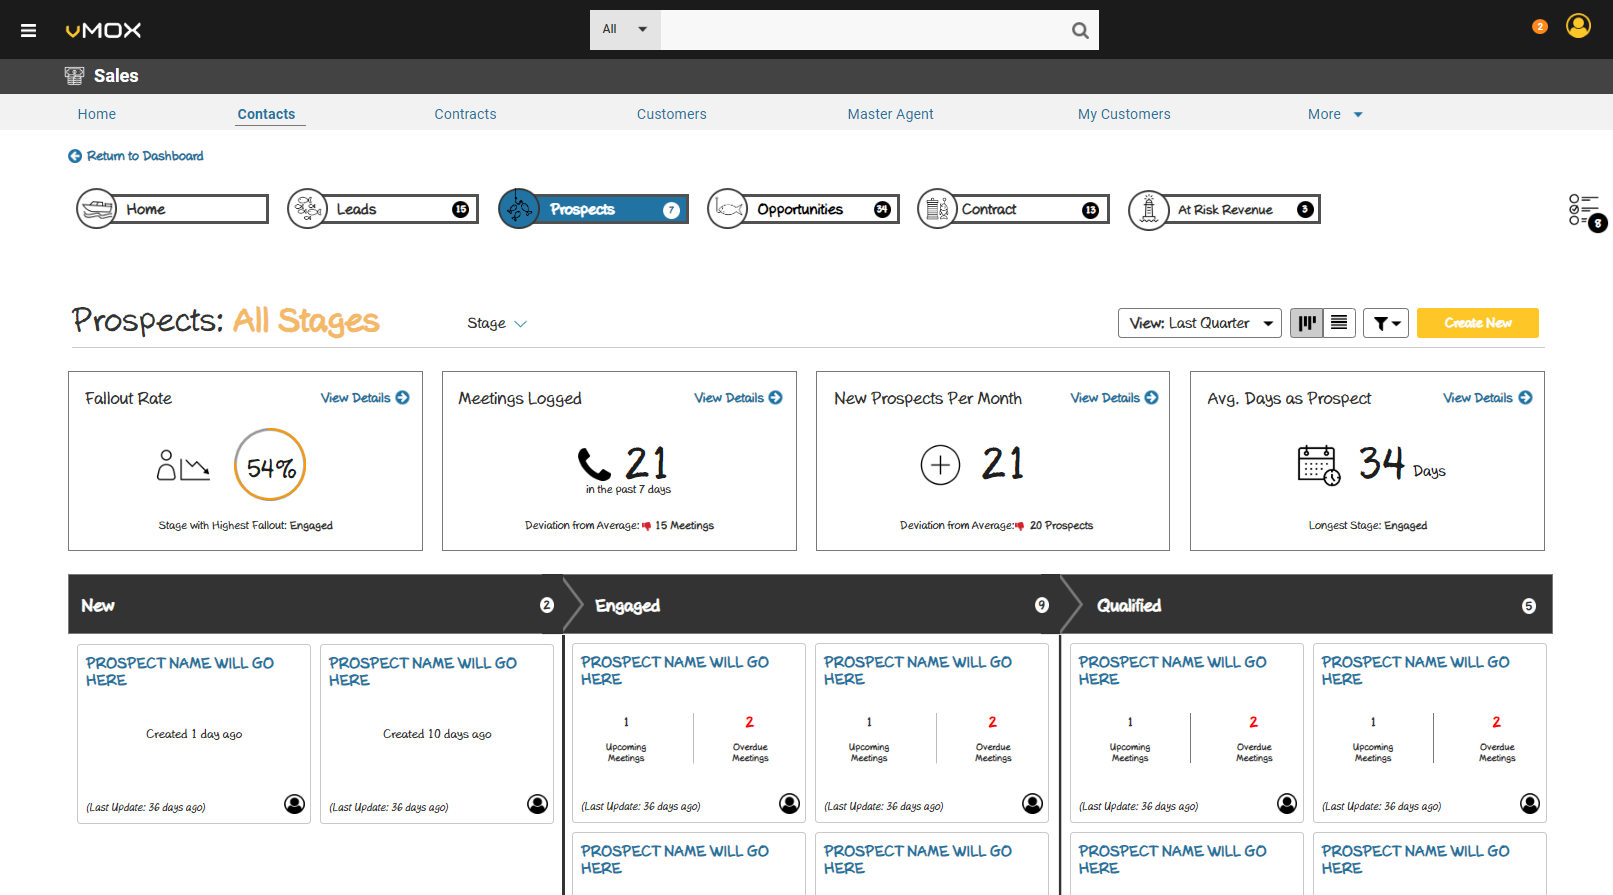 vMOX
All
2
Sales
Home Contacts Contracts Customers Master Agent My Customers More
Return to Dashboard
Home Leads 15 Prospects 7 Opportunities 34 Contract 13 At Risk Revenue 3
8
Prospects: All Stages Stage View: Last Quarter Create New
Fallout Rate View Details
54%
Stage with Highest Fallout: Engaged
Meetings Logged View Details
21
in the past 7 days
Deviation from Average: 15 Meetings
New Prospects Per Month View Details
21
Deviation from Average: 20 Prospects
Avg. Days as Prospect View Details
34 Days
Longest Stage: Engaged
New 2 Engaged 9 Qualified 5
PROSPECT NAME WILL GO
HERE
Created 1 day ago
(Last Update: 36 days ago)
PROSPECT NAME WILL GO
HERE
Created 10 days ago
(Last Update: 36 days ago)
PROSPECT NAME WILL GO
HERE
1 2
Upcoming Overdue
Meetings Meetings
(Last Update: 36 days ago)
PROSPECT NAME WILL GO
HERE
1 2
Upcoming Overdue
Meetings Meetings
(Last Update: 36 days ago)
PROSPECT NAME WILL GO
HERE
1 2
Upcoming Overdue
Meetings Meetings
(Last Update: 36 days ago)
PROSPECT NAME WILL GO
HERE
1 2
Upcoming Overdue
Meetings Meetings
(Last Update: 36 days ago)
PROSPECT NAME WILL GO
HERE
PROSPECT NAME WILL GO
HERE
PROSPECT NAME WILL GO
HERE
PROSPECT NAME WILL GO
HERE